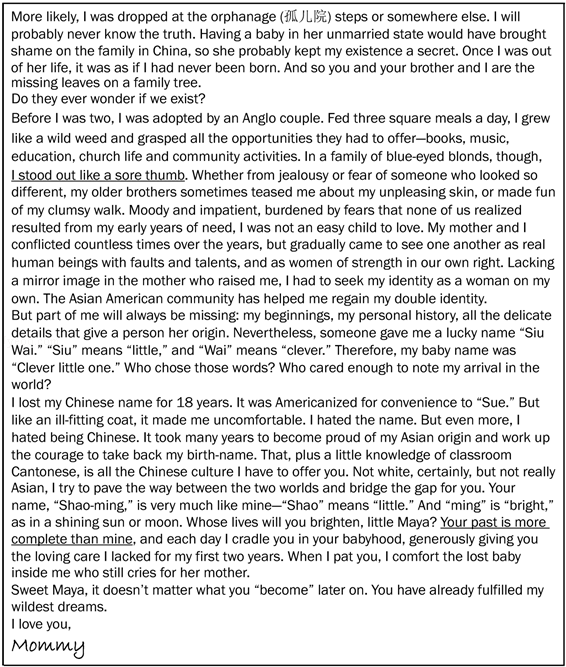 More likely, I was dropped at the orphanage (孤儿院) steps or somewhere else. I will
probably never know the truth. Having a baby in her unmarried state would have brought
shame on the family in China, so she probably kept my existence a secret. Once I was out
of her life, it was as if I had never been born. And so you and your brother and I are the
missing leaves on a family tree.
Do they ever wonder if we exist?
Before I was two, I was adopted by an Anglo couple. Fed three square meals a day, I grew
like a wild weed and grasped all the opportunities they had to offer—books, music,
education, church life and community activities. In a family of blue-eyed blonds, though,
I stood out like a sore thumb. Whether from jealousy or fear of someone who looked so
different, my older brothers sometimes teased me about my unpleasing skin, or made fun
of my clumsy walk. Moody and impatient, burdened by fears that none of us realized
resulted from my early years of need, I was not an easy child to love. My mother and I
conflicted countless times over the years, but gradually came to see one another as real
human beings with faults and talents, and as women of strength in our own right. Lacking
a mirror image in the mother who raised me, I had to seek my identity as a woman on my
own. The Asian American community has helped me regain my double identity.
But part of me will always be missing: my beginnings, my personal history, all the delicate
details that give a person her origin. Nevertheless, someone gave me a lucky name “Siu
Wai.” “Siu” means “little,” and “Wai” means “clever.” Therefore, my baby name was
“Clever little one.” Who chose those words? Who cared enough to note my arrival in the
world?
I lost my Chinese name for 18 years. It was Americanized for convenience to “Sue.” But
like an ill-fitting coat, it made me uncomfortable. I hated the name. But even more, I
hated being Chinese. It took many years to become proud of my Asian origin and work up
the courage to take back my birth-name. That, plus a little knowledge of classroom
Cantonese, is all the Chinese culture I have to offer you. Not white, certainly, but not really
Asian, I try to pave the way between the two worlds and bridge the gap for you. Your
name, “Shao-ming,” is very much like mine—“Shao” means “little.” And “ming” is “bright,”
as in a shining sun or moon. Whose lives will you brighten, little Maya? Your past is more
complete than mine, and each day I cradle you in your babyhood, generously giving you
the loving care I lacked for my first two years. When I pat you, I comfort the lost baby
inside me who still cries for her mother.
Sweet Maya, it doesn’t matter what you “become” later on. You have already fulfilled my
wildest dreams.
I love you,
Mommy